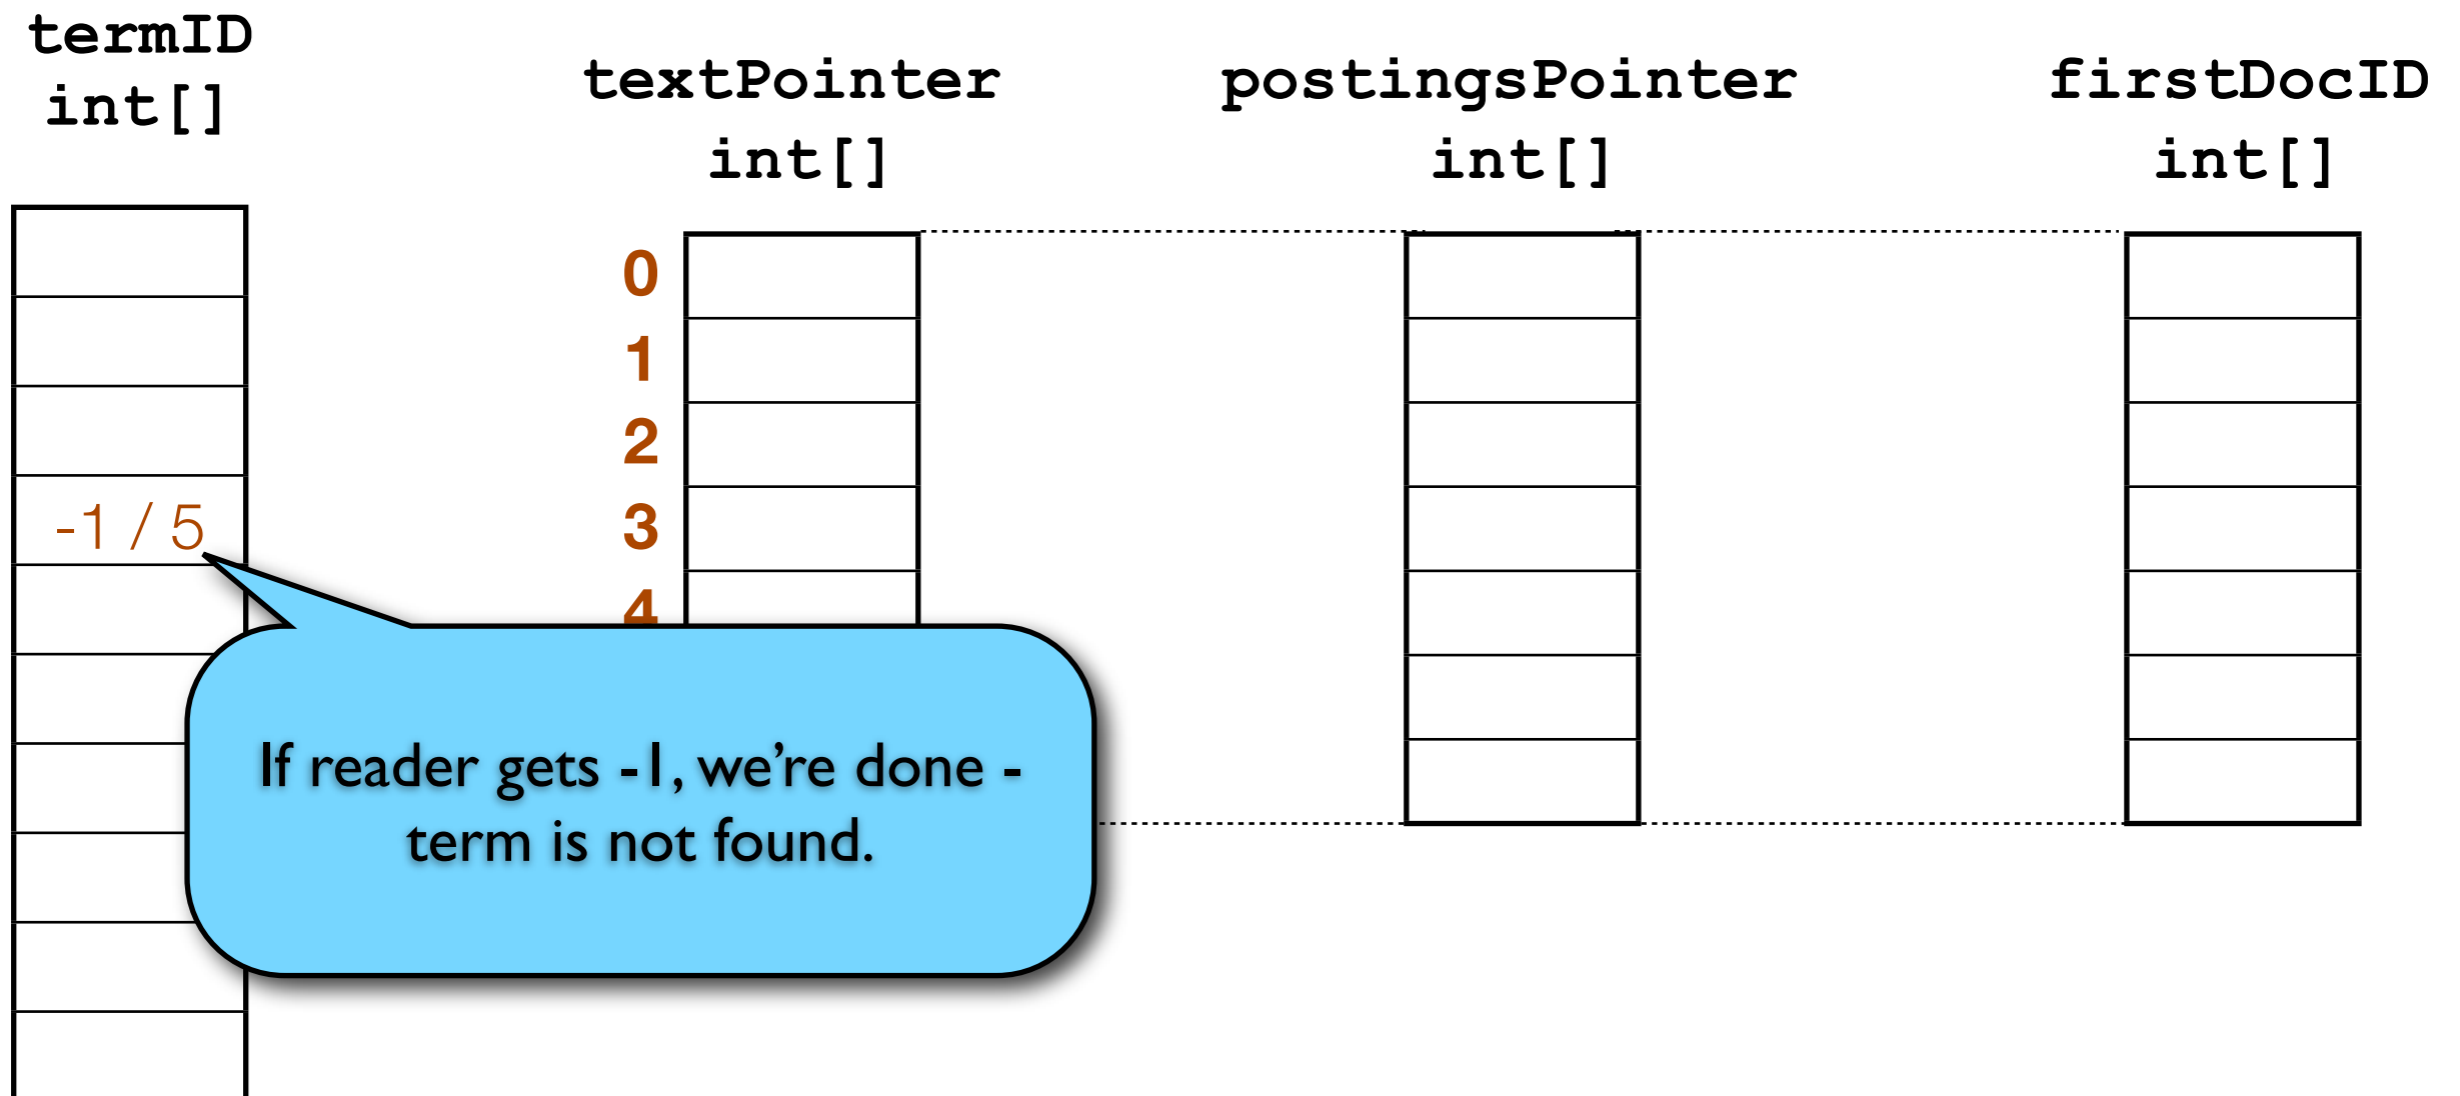 termID
int[]
textPointer
int[]
postingsPointer
int[]
firstDocID
int[]
0
1
2
3
4
-1 / 5
If reader gets -1, we're done -
term is not found.